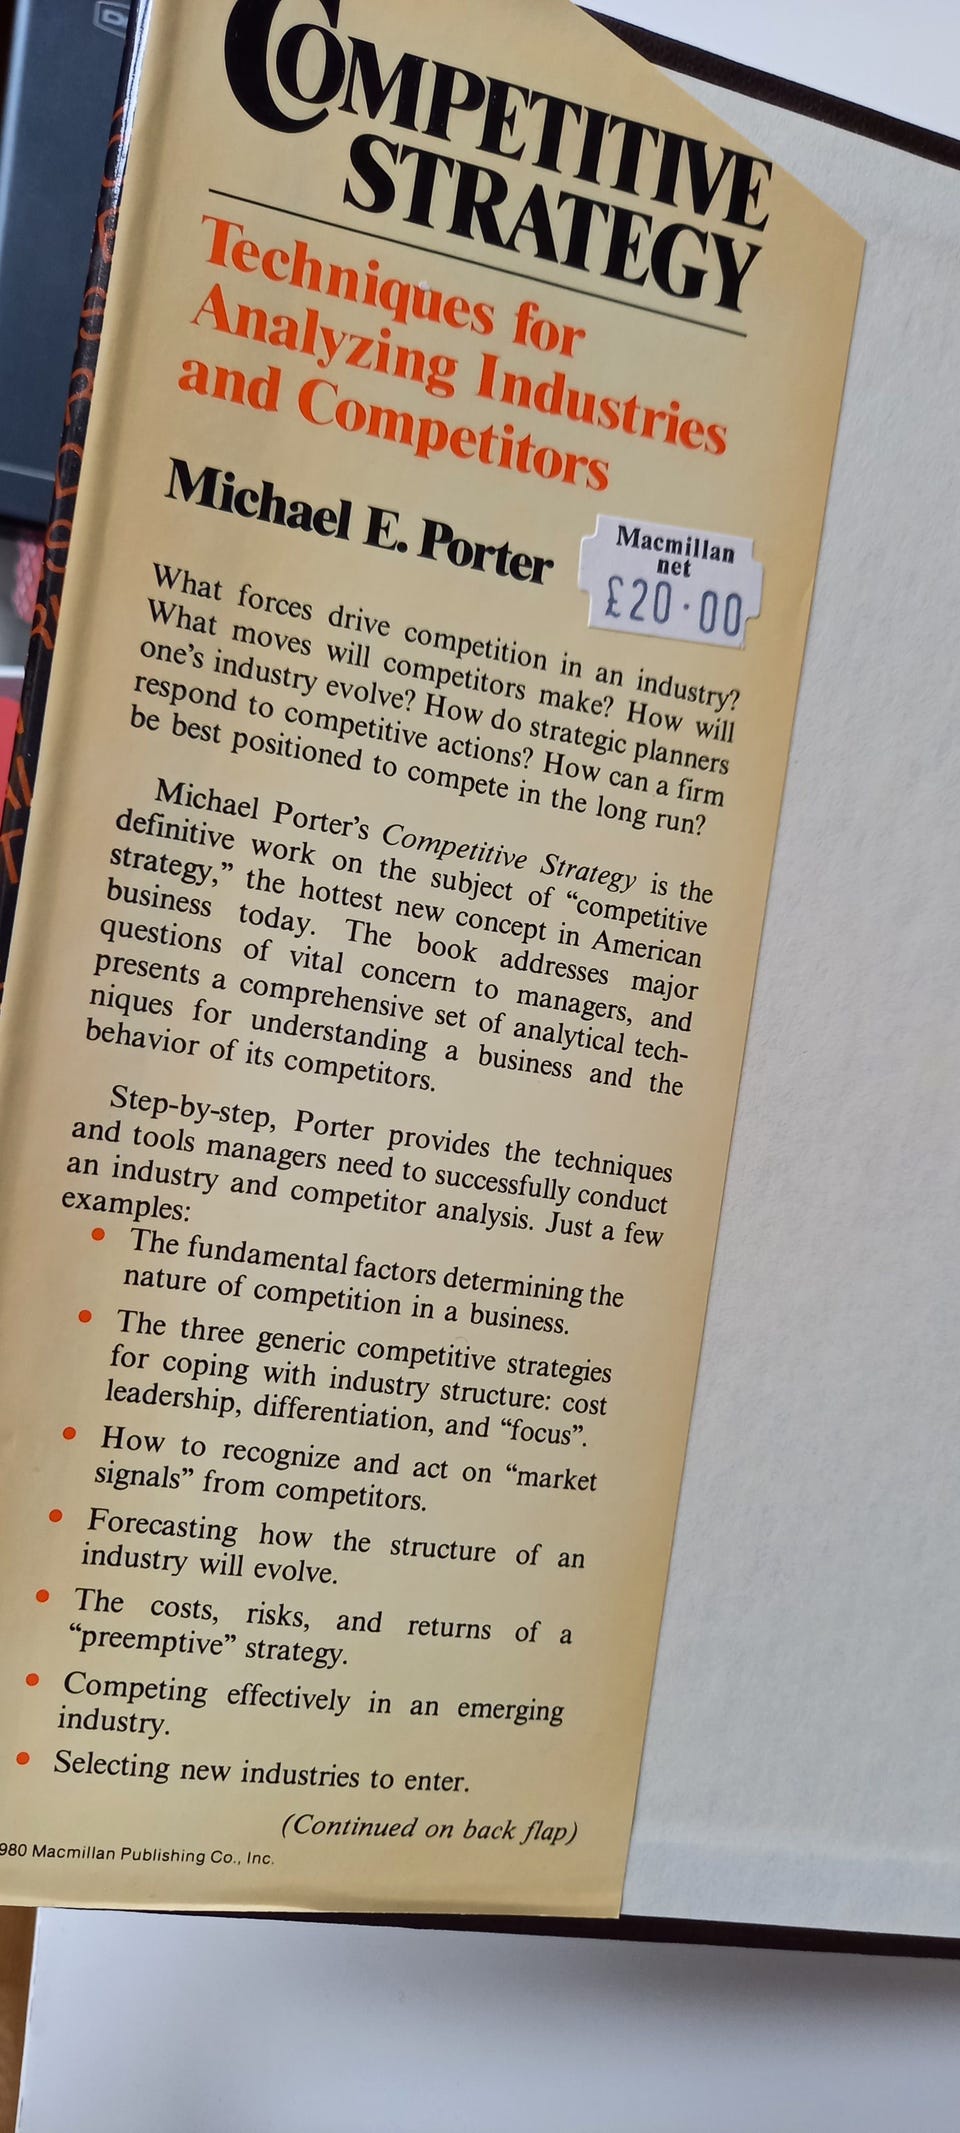 COMPETITIVE
STRATEGY
Techniques for
Analyzing Industries
and Competitors
Michael E. Porter
Macmillan
net
£20.00
What forces drive competition in an industry?
What moves will competitors make? How will
one's industry evolve? How do strategic planners
respond to competitive actions? How can a firm
be best positioned to compete in the long run?
Michael Porter's Competitive Strategy is the
definitive work on the subject of “competitive
strategy,” the hottest new concept in American
business today. The book addresses major
questions of vital concern to managers, and
presents a comprehensive set of analytical tech-
niques for understanding a business and the
behavior of its competitors.
Step-by-step, Porter provides the techniques
and tools managers need to successfully conduct
an industry and competitor analysis. Just a few
examples:
• The fundamental factors determining the
nature of competition in a business.
• The three generic competitive strategies
for coping with industry structure: cost
leadership, differentiation, and “focus”.
• How to recognize and act on “market
signals” from competitors.
• Forecasting how the structure of an
industry will evolve.
• The costs, risks, and returns of a
“preemptive” strategy.
• Competing effectively in an emerging
industry.
• Selecting new industries to enter.
(Continued on back flap)
980 Macmillan Publishing Co., Inc.